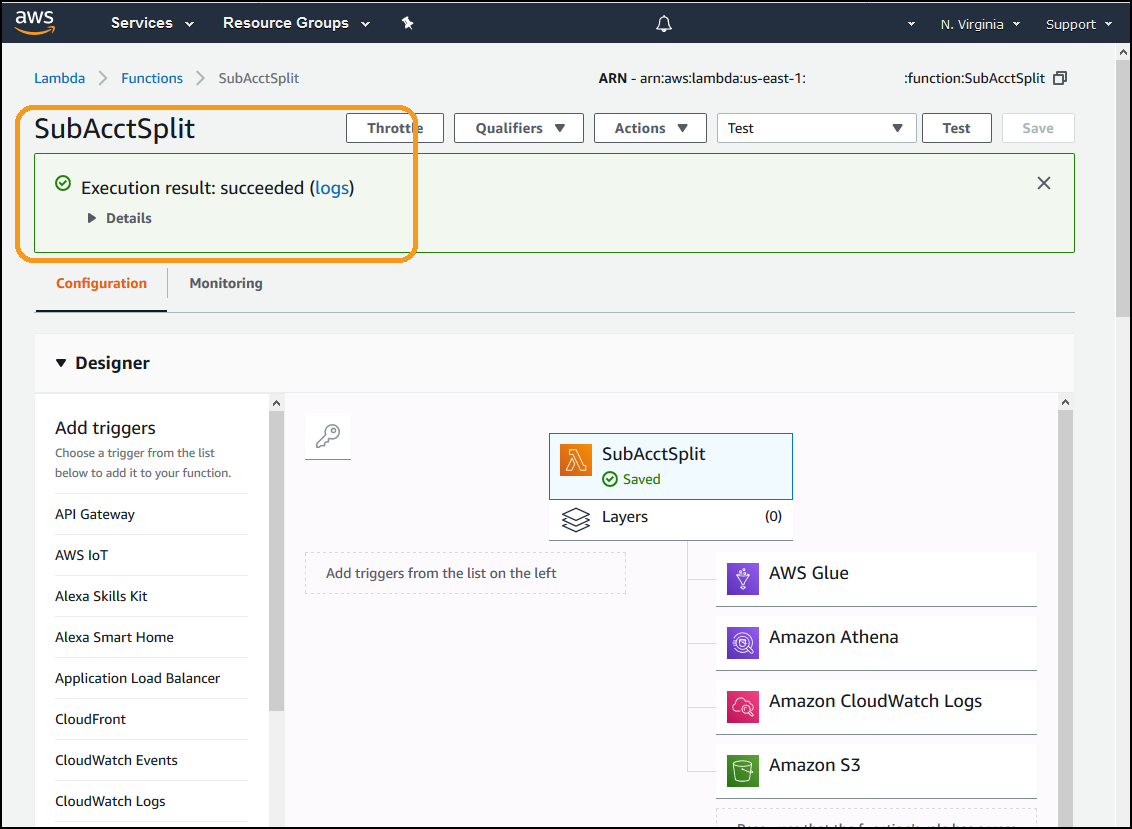 aws Services Resource Groups N. Virginia Support
Lambda Functions SubAcctSplit ARN - arn:aws:lambda:us-east-1: :function:SubAcctSplit
SubAcctSplit Throttle Qualifiers Actions Test Test Save
Execution result: succeeded (logs)
Details
Configuration Monitoring
Designer
Add triggers
Choose a trigger from the list
below to add it to your function.
API Gateway
AWS IoT
Alexa Skills Kit
Alexa Smart Home
Application Load Balancer
CloudFront
CloudWatch Events
CloudWatch Logs
SubAcctSplit
Saved
Layers (0)
Add triggers from the list on the left
AWS Glue
Amazon Athena
Amazon CloudWatch Logs
Amazon S3